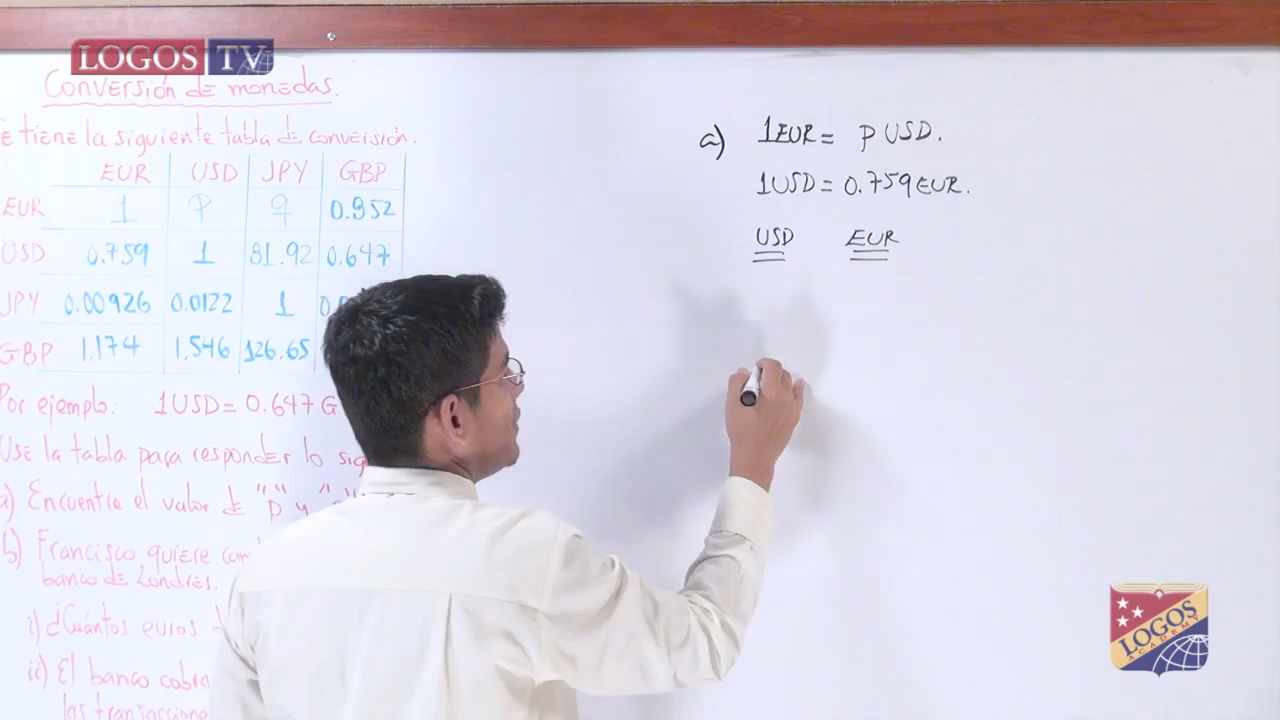 LOGOS TV
Conversión de monedas.
e tiene la siguiente tabla de conversión.
EUR USD JPY GBP
EUR 1 p q 0.852
USD 0.759 1 81.92 0.647
JPY 0.00926 0.0122 1
GBP 1.174 1.546 126.65
Por ejemplo: 1USD = 0.647 G
Use la tabla para responder lo sig
a) Encuentre el valor de "p" y "
b) Francisco quiere cam
banco de Londres.
i) ¿Cuántos euros
ii) El banco cobra
las transaccione
a) 1EUR = p USD.
1USD = 0.759 EUR.
USD EUR
LOGOS
ACADEMY